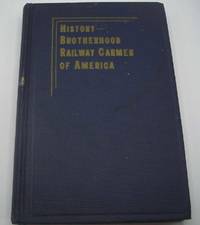 HISTORY—
BROTHERHOOD
RAILWAY CARMEN
OF AMERICA